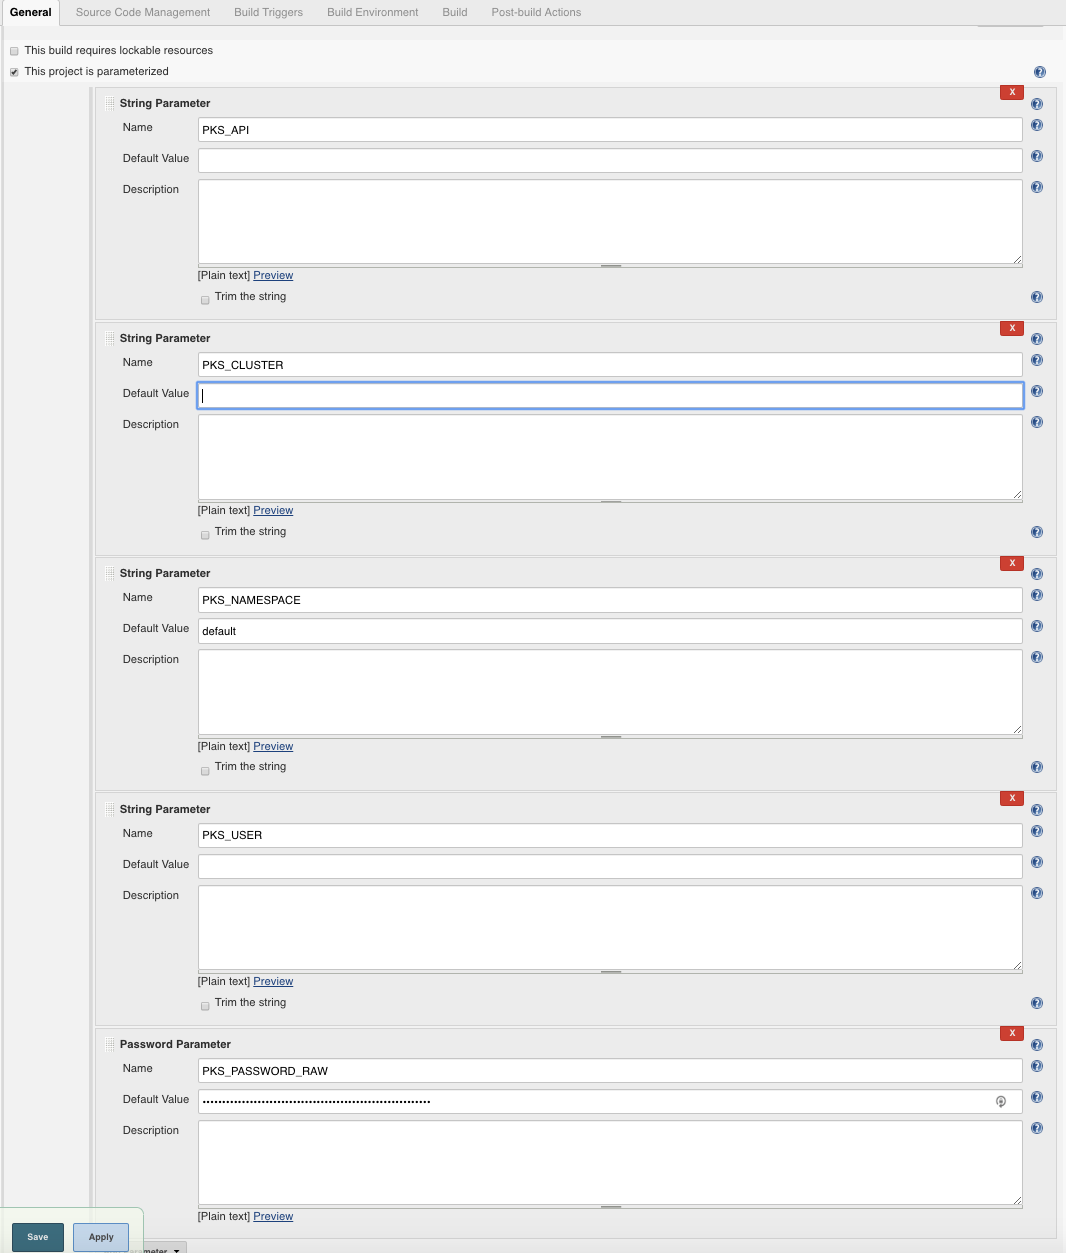 General Source Code Management Build Triggers Build Environment Build Post-build Actions
This build requires lockable resources
This project is parameterized
X
String Parameter
Name PKS_API
Default Value
Description
[Plain text] Preview
Trim the string
X
String Parameter
Name PKS_CLUSTER
Default Value
Description
[Plain text] Preview
Trim the string
X
String Parameter
Name PKS_NAMESPACE
Default Value default
Description
[Plain text] Preview
Trim the string
X
String Parameter
Name PKS_USER
Default Value
Description
[Plain text] Preview
Trim the string
X
Password Parameter
Name PKS_PASSWORD_RAW
Default Value
Description
[Plain text] Preview
Save Apply